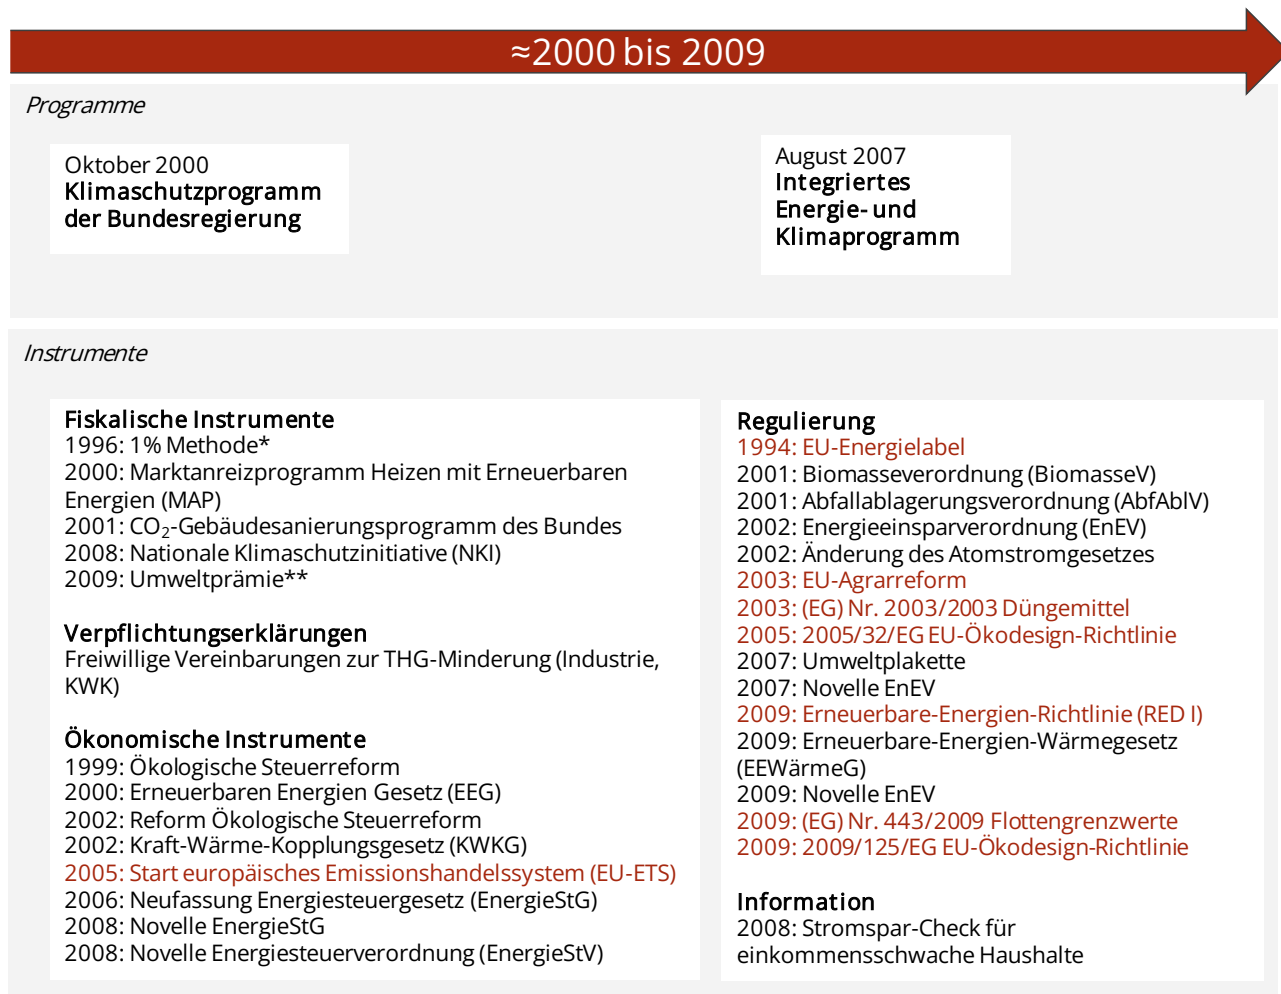 ≈2000 bis 2009
Programme
Oktober 2000
Klimaschutzprogramm
der Bundesregierung
August 2007
Integriertes
Energie- und
Klimaprogramm
Instrumente
Fiskalische Instrumente
1996: 1% Methode*
2000: Marktanreizprogramm Heizen mit Erneuerbaren
Energien (MAP)
2001: CO₂-Gebäudesanierungsprogramm des Bundes
2008: Nationale Klimaschutzinitiative (NKI)
2009: Umweltprämie**
Verpflichtungserklärungen
Freiwillige Vereinbarungen zur THG-Minderung (Industrie,
KWK)
Ökonomische Instrumente
1999: Ökologische Steuerreform
2000: Erneuerbaren Energien Gesetz (EEG)
2002: Reform Ökologische Steuerreform
2002: Kraft-Wärme-Kopplungsgesetz (KWKG)
2005: Start europäisches Emissionshandelssystem (EU-ETS)
2006: Neufassung Energiesteuergesetz (EnergieStG)
2008: Novelle EnergieStG
2008: Novelle Energiesteuerverordnung (EnergieStV)
Regulierung
1994: EU-Energielabel
2001: Biomasseverordnung (BiomasseV)
2001: Abfallablagerungsverordnung (AbfAblV)
2002: Energieeinsparverordnung (EnEV)
2002: Änderung des Atomstromgesetzes
2003: EU-Agrarreform
2003: (EG) Nr. 2003/2003 Düngemittel
2005: 2005/32/EG EU-Ökodesign-Richtlinie
2007: Umweltplakette
2007: Novelle EnEV
2009: Erneuerbare-Energien-Richtlinie (RED I)
2009: Erneuerbare-Energien-Wärmegesetz
(EEWärmeG)
2009: Novelle EnEV
2009: (EG) Nr. 443/2009 Flottengrenzwerte
2009: 2009/125/EG EU-Ökodesign-Richtlinie
Information
2008: Stromspar-Check für
einkommensschwache Haushalte